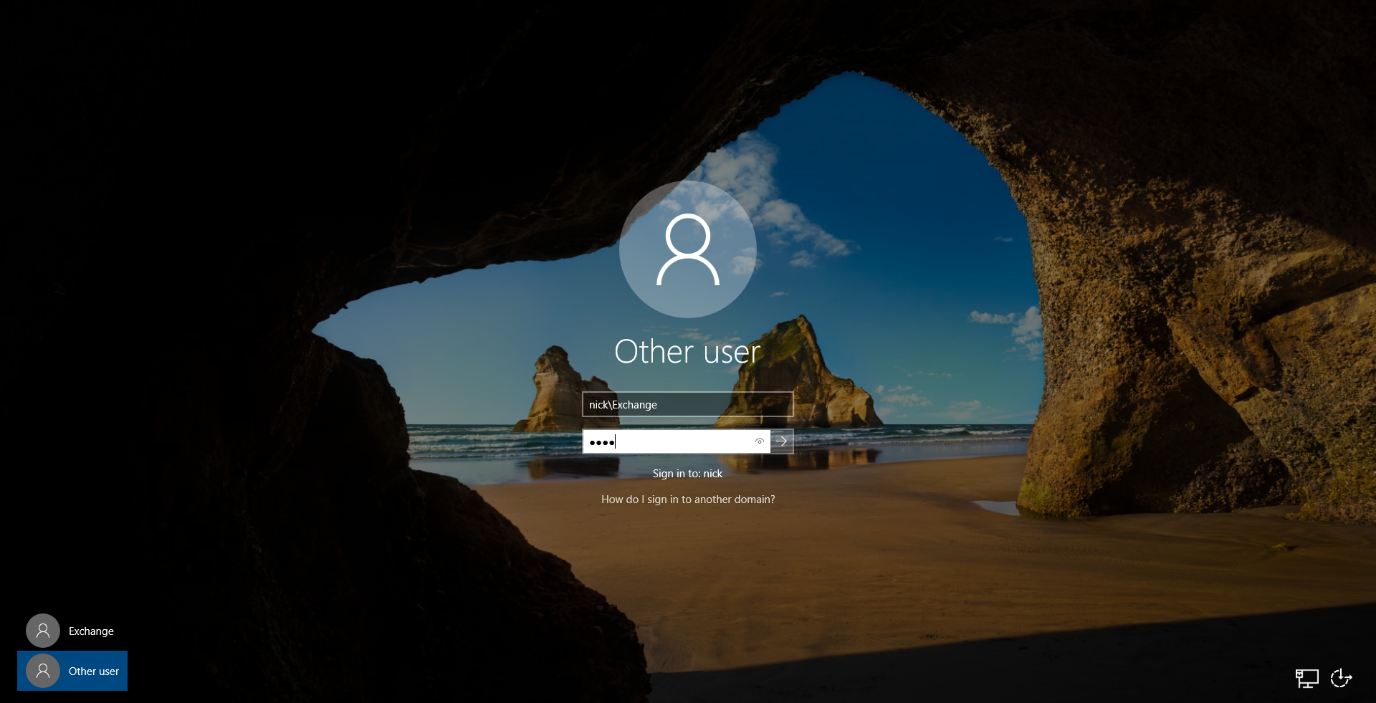 Other user
nick\Exchange
••••
Sign in to: nick
How do I sign in to another domain?
Exchange
Other user